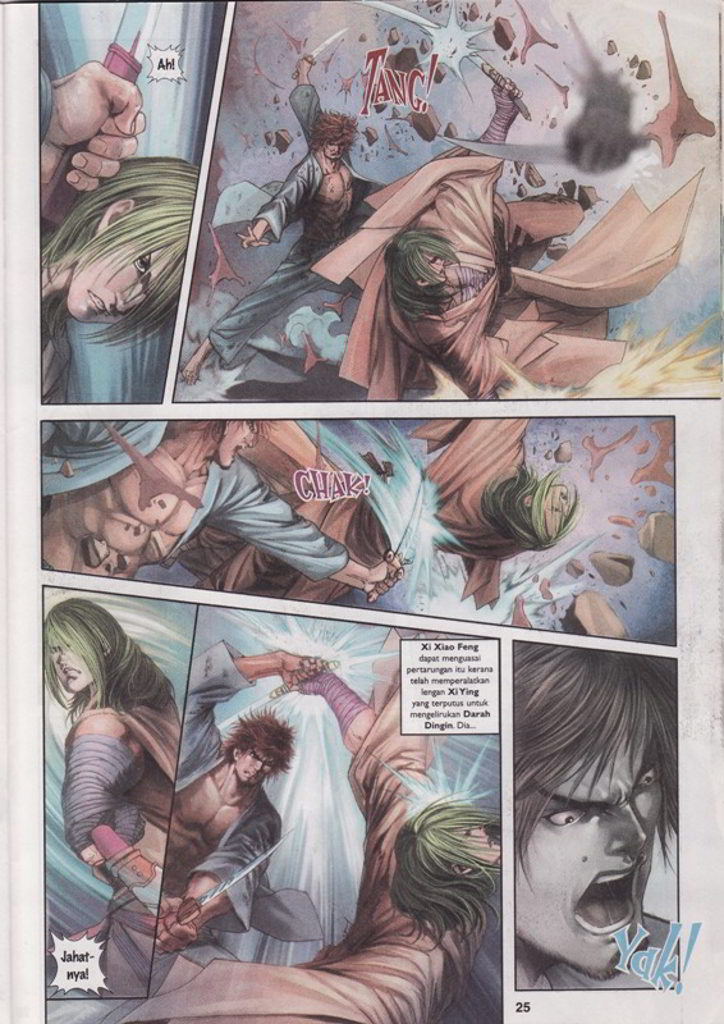 Ah!
TANG!
CHAK!
Xi Xiao Feng
dapat menguasai
pertarungan itu kerana
telah memperalatkan
lengan Xi Ying
yang terputus untuk
mengelirukan Darah
Dingin. Dia...
Jahat-
nya!
Yak!
25